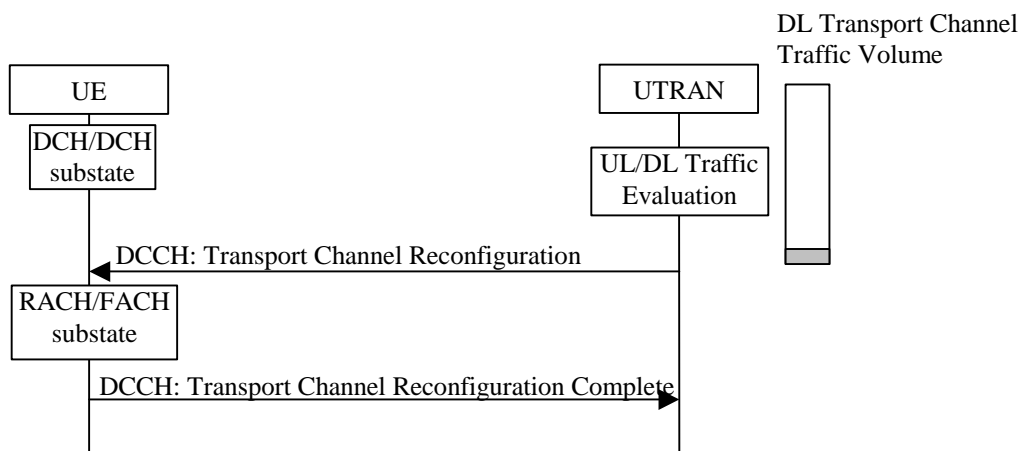 DL Transport Channel
Traffic Volume
UE
UTRAN
DCH/DCH
substate
UL/DL Traffic
Evaluation
DCCH: Transport Channel Reconfiguration
RACH/FACH
substate
DCCH: Transport Channel Reconfiguration Complete